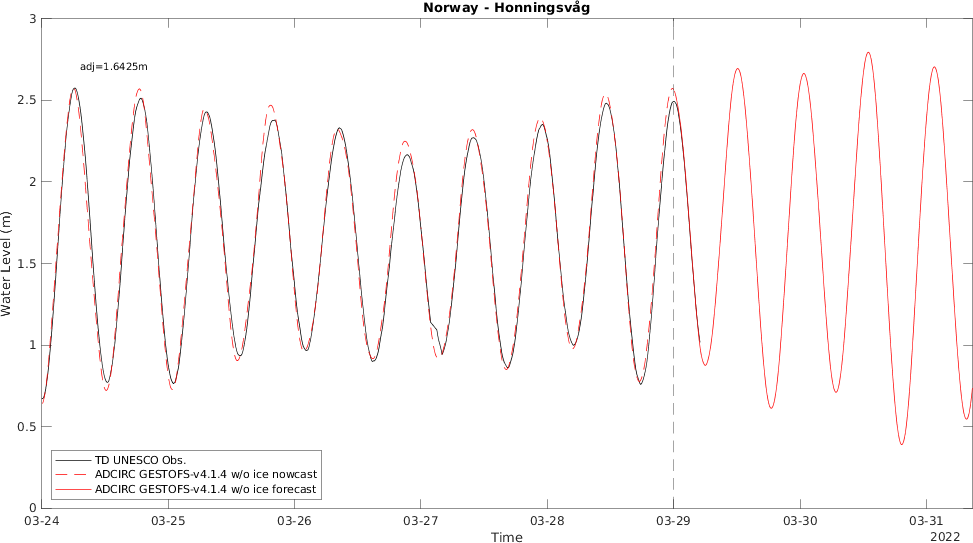 Norway - Honningsvåg
adj=1.6425m
Water Level (m)
3
2.5
2
1.5
1
0.5
0
TD UNESCO Obs.
ADCIRC GESTOFS-v4.1.4 w/o ice nowcast
ADCIRC GESTOFS-v4.1.4 w/o ice forecast
03-24 03-25 03-26 03-27 03-28 03-29 03-30 03-31
Time 2022